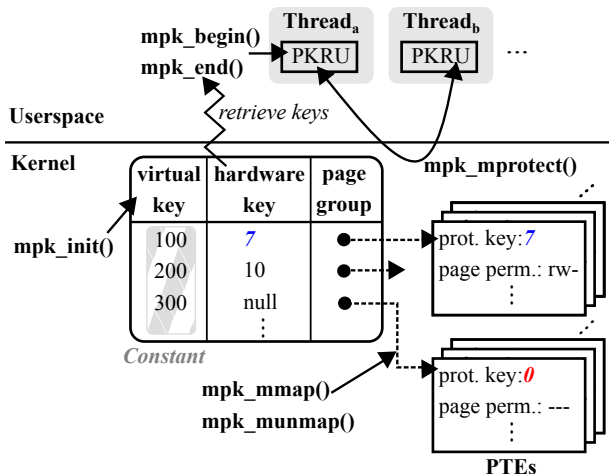 Thread_a
Thread_b
mpk_begin()
PKRU
PKRU
...
mpk_end()
retrieve keys
Userspace
Kernel
mpk_mprotect()
virtual key
hardware key
page group
mpk_init()
100
7
200
10
300
null
Constant
prot. key:7
page perm.: rw-
mpk_mmap()
mpk_munmap()
prot. key:0
page perm.: ---
PTEs